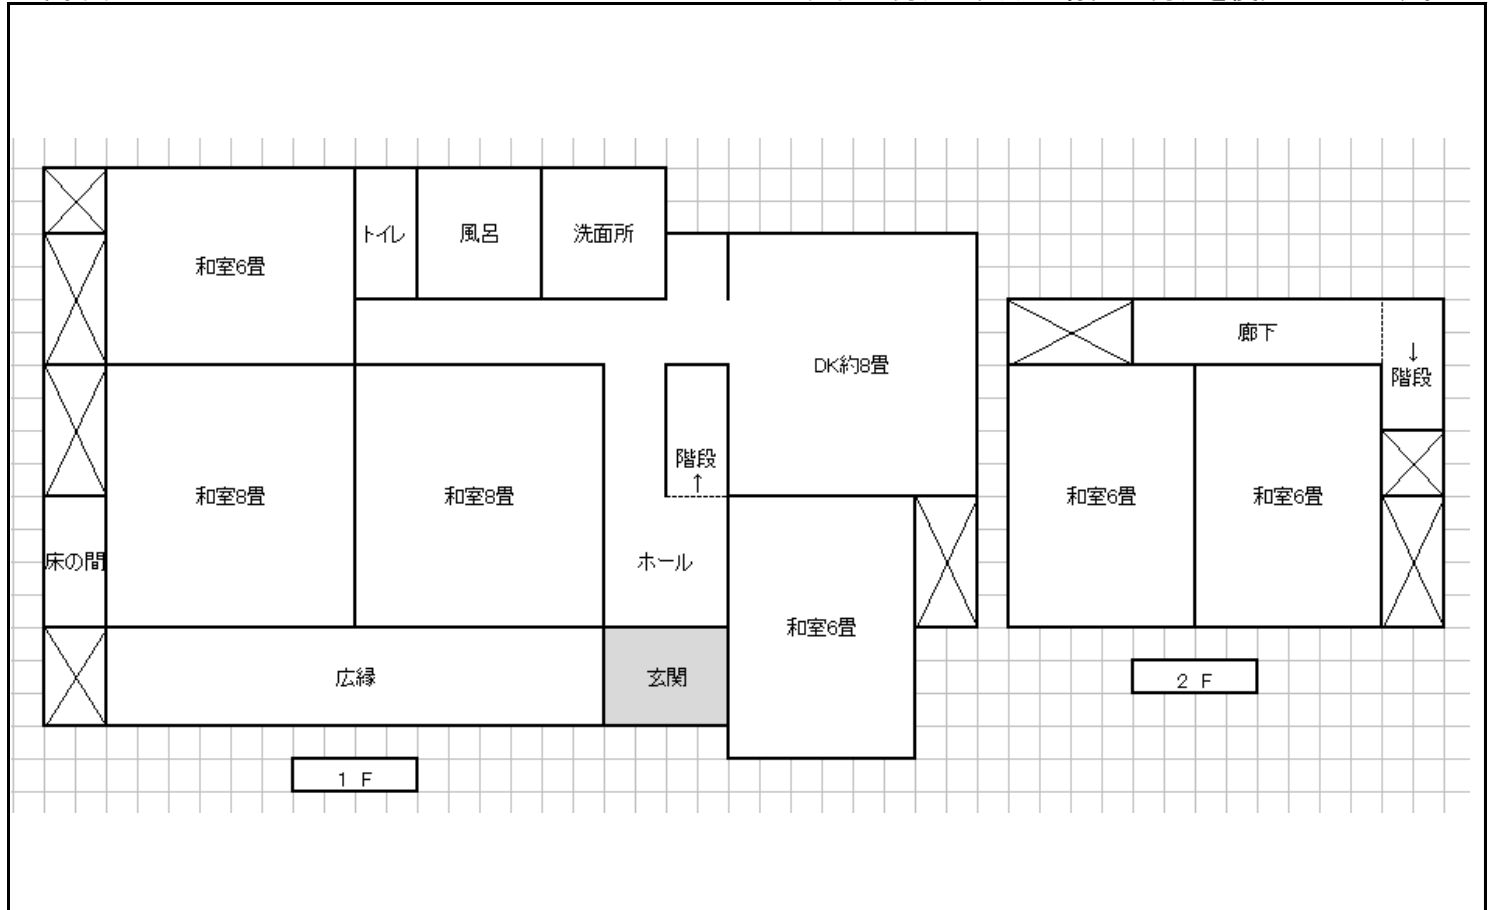 トイレ
風呂
洗面所
和室6畳
DK約8畳
廊下
↓
階段
階段
↑
和室8畳
和室8畳
和室6畳
和室6畳
床の間
ホール
和室6畳
広縁
玄関
1 F
2 F